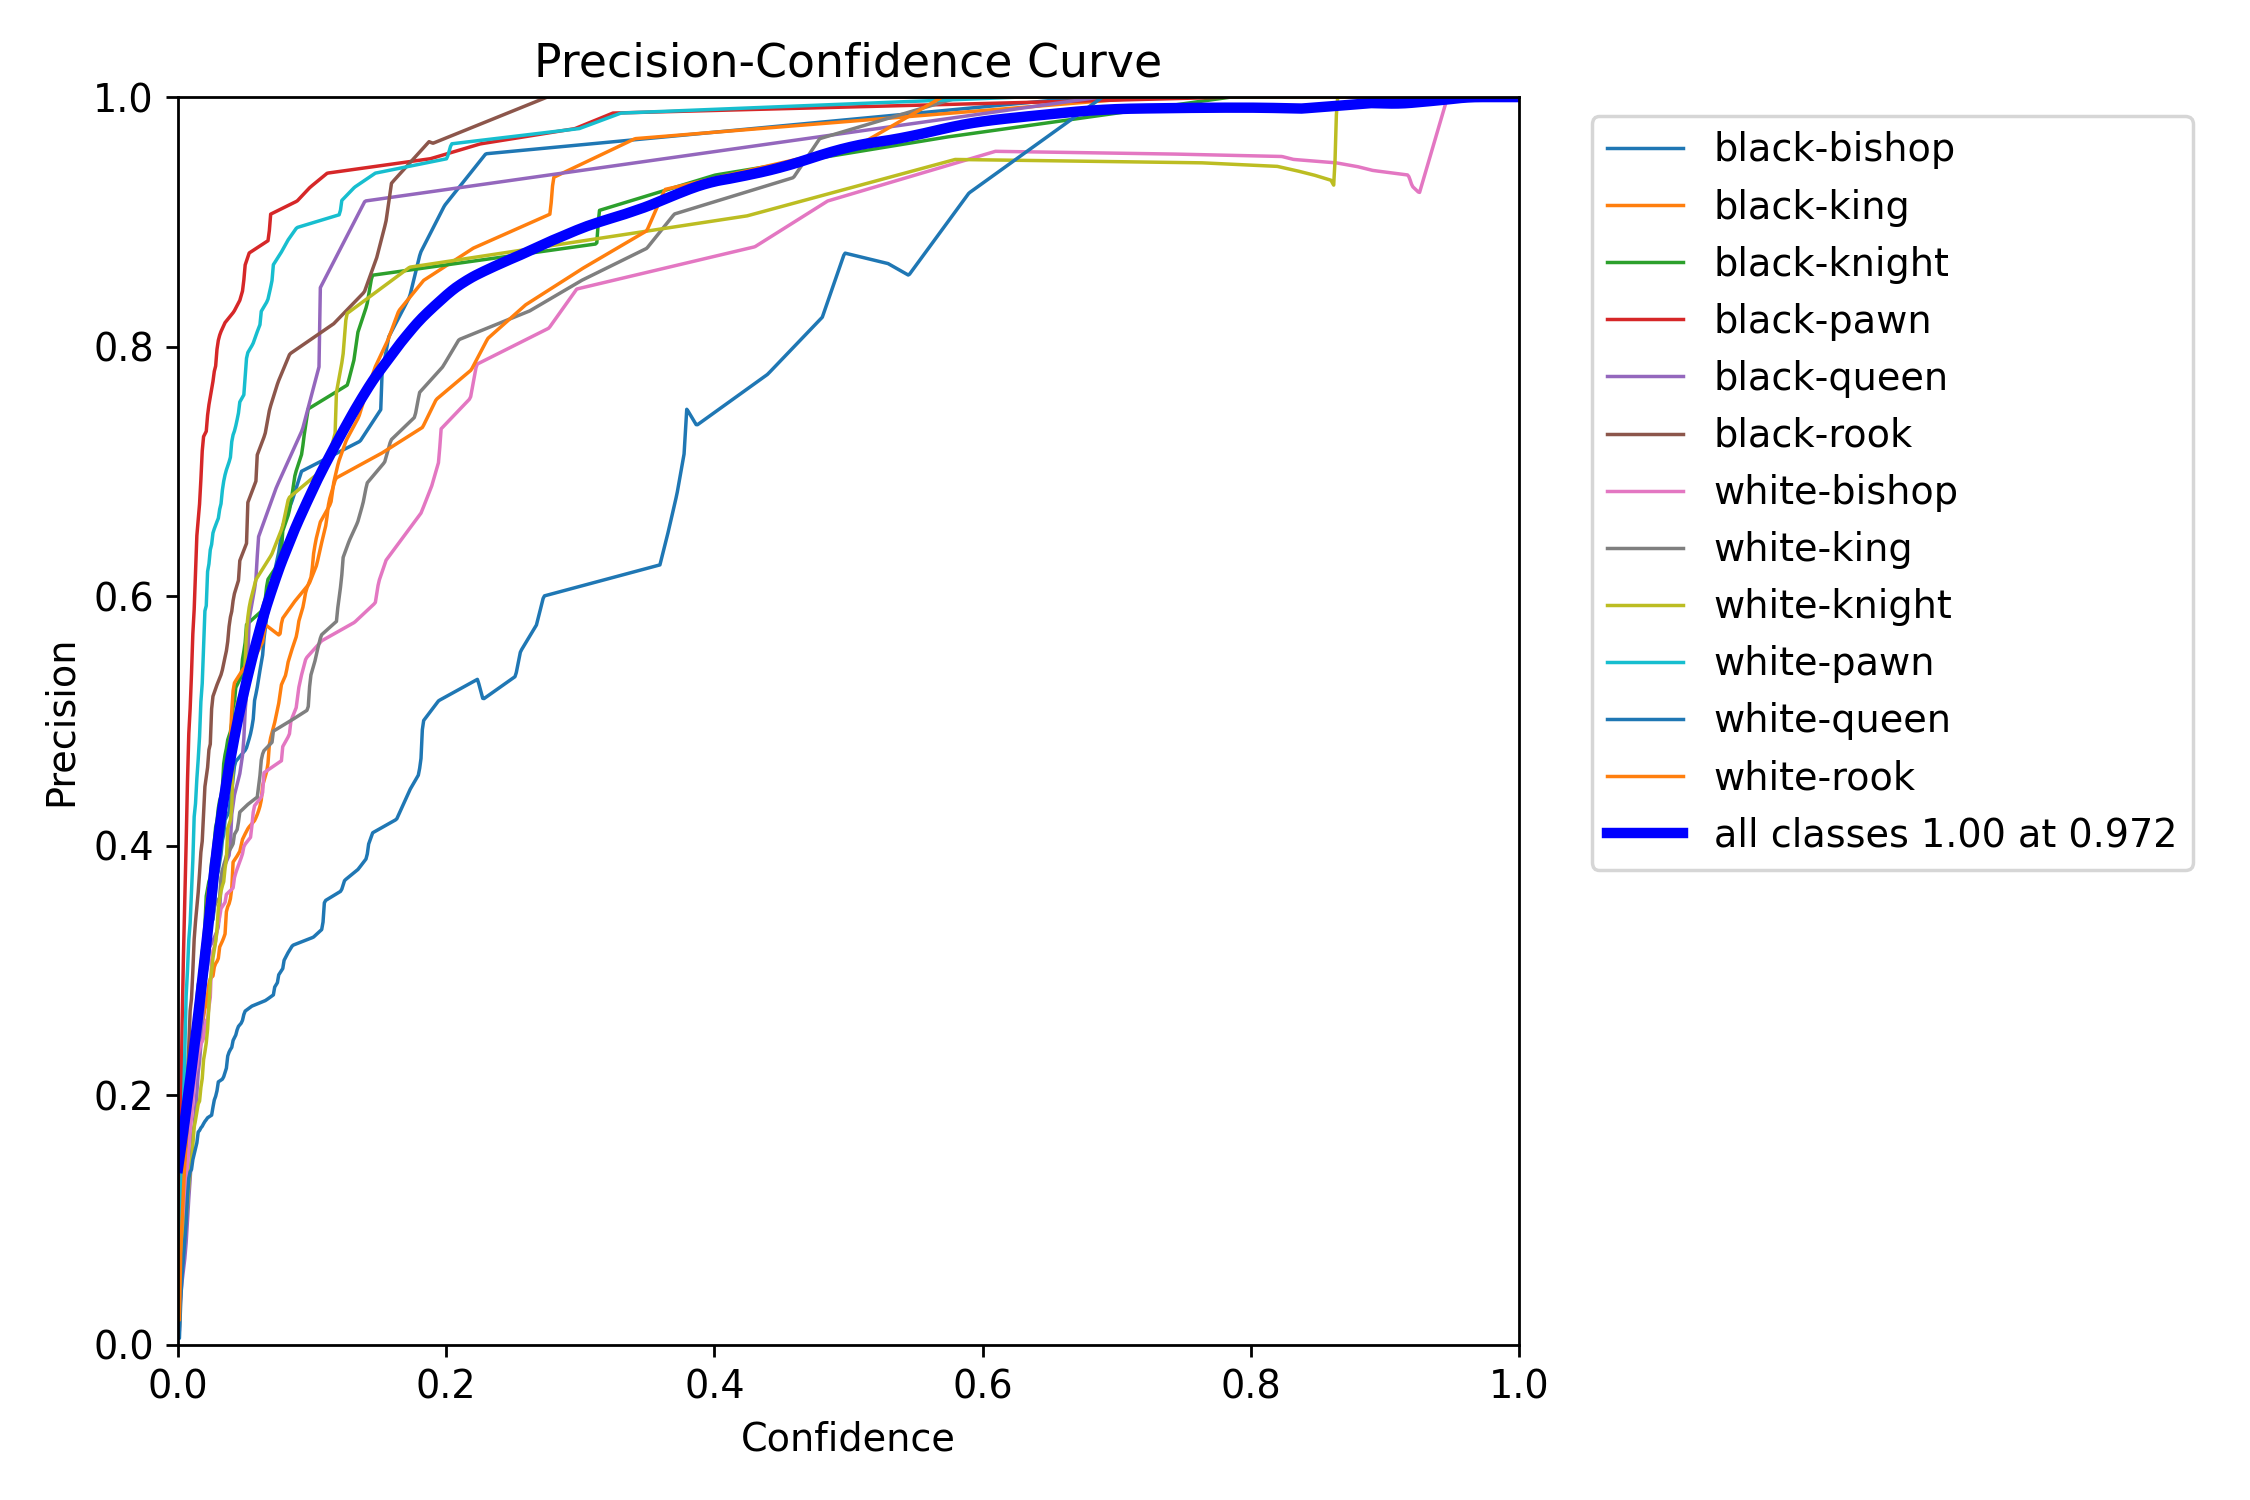 Precision-Confidence Curve
1.0
0.8
0.6
0.4
0.2
0.0
Precision
0.0 0.2 0.4 0.6 0.8 1.0
Confidence
black-bishop
black-king
black-knight
black-pawn
black-queen
black-rook
white-bishop
white-king
white-knight
white-pawn
white-queen
white-rook
all classes 1.00 at 0.972